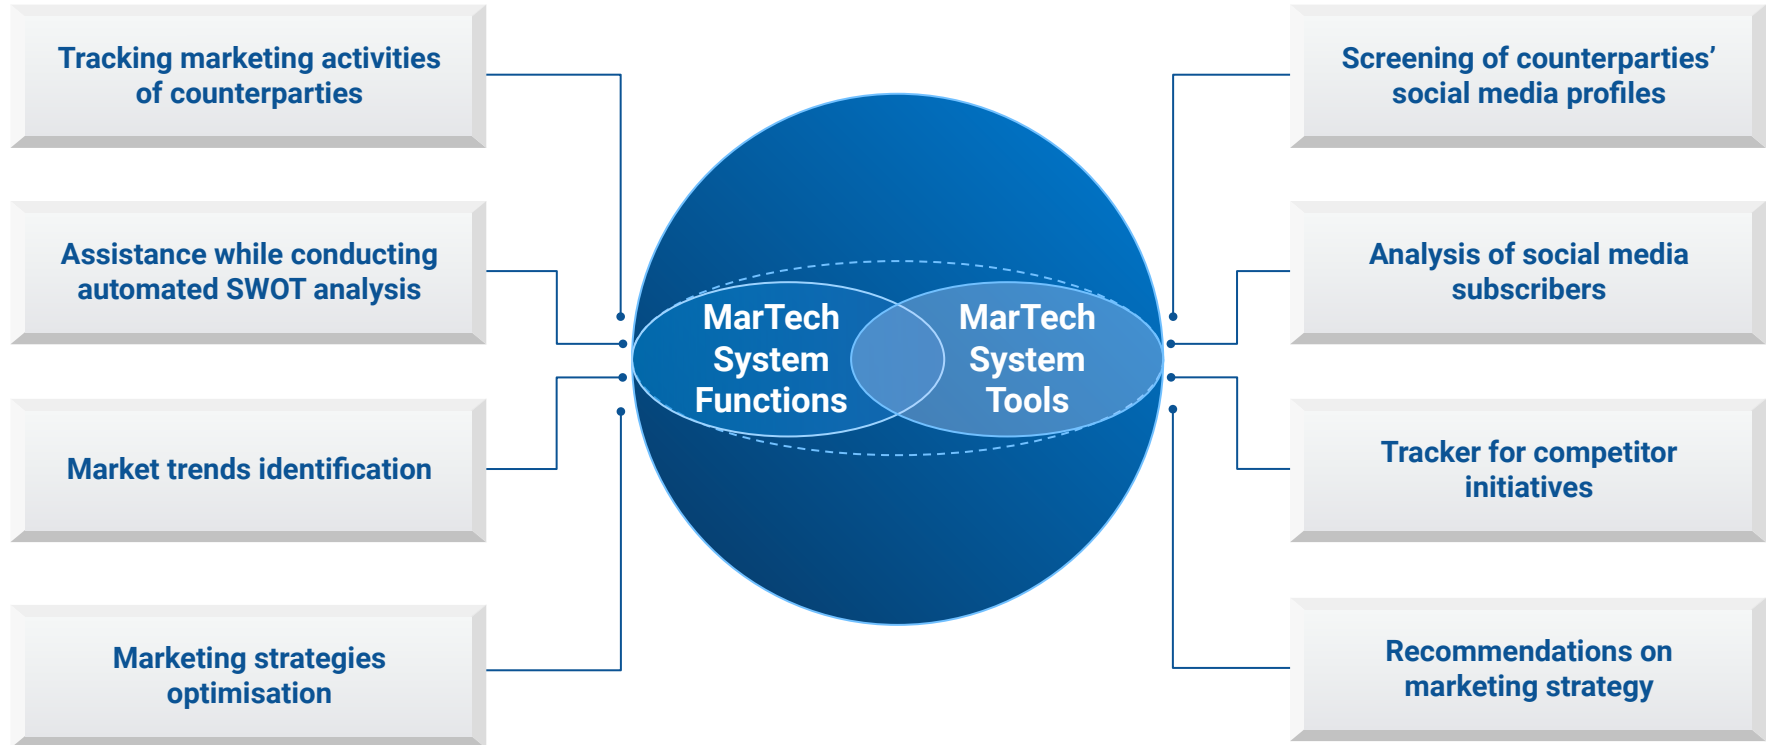 Tracking marketing activities
of counterparties
Assistance while conducting
automated SWOT analysis
Market trends identification
Marketing strategies
optimisation
MarTech
System
Functions
MarTech
System
Tools
Screening of counterparties’
social media profiles
Analysis of social media
subscribers
Tracker for competitor
initiatives
Recommendations on
marketing strategy